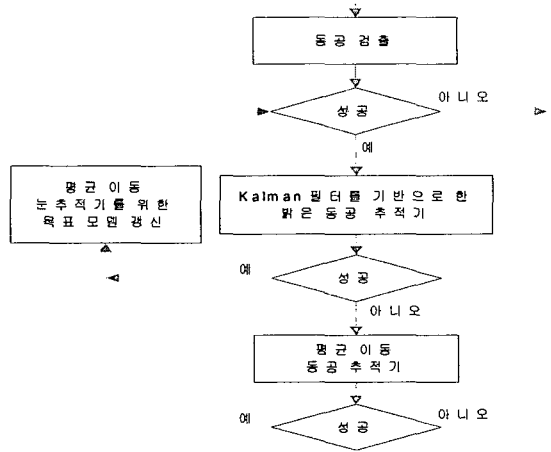 동공 검출
성공
아니오
예
평균 이동
눈추적기를 위한
목표 모델 갱신
Kalman 필터를 기반으로 한
밝은 동공 추적기
예
성공
아니오
평균 이동
동공 추적기
예
성공
아니오